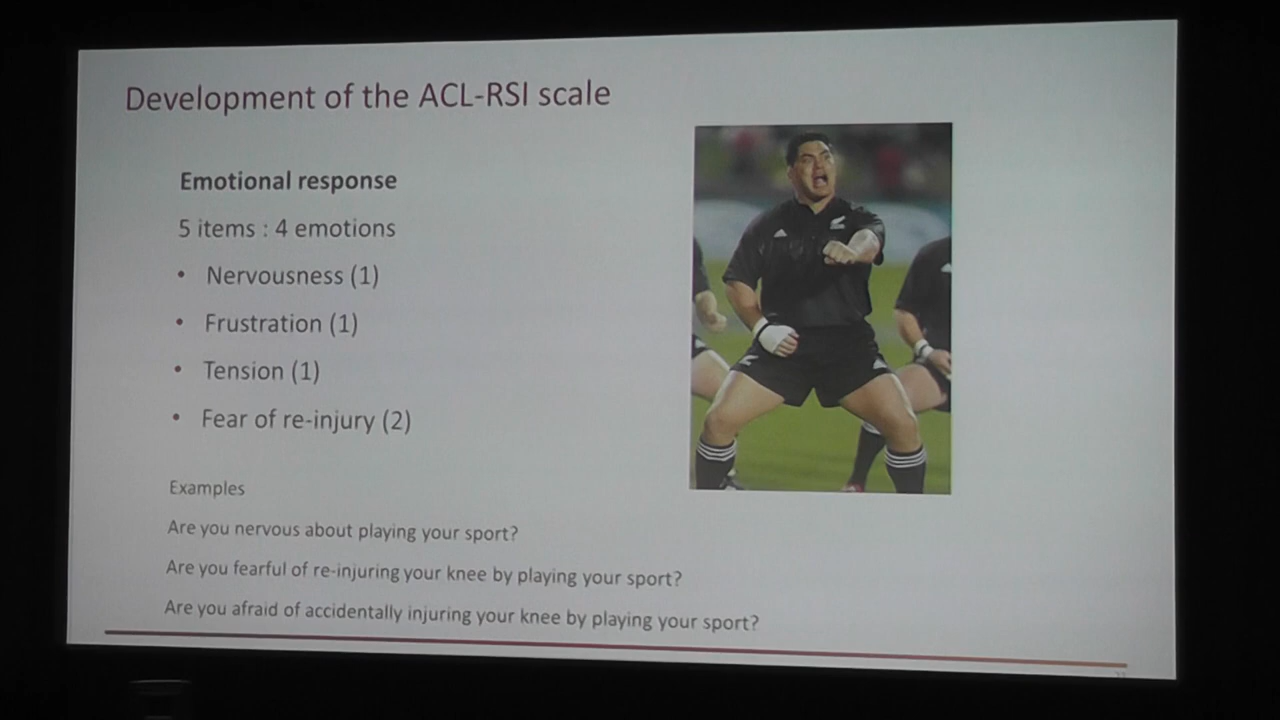 Development of the ACL-RSI scale
Emotional response
5 items : 4 emotions
• Nervousness (1)
• Frustration (1)
• Tension (1)
• Fear of re-injury (2)
Examples
Are you nervous about playing your sport?
Are you fearful of re-injuring your knee by playing your sport?
Are you afraid of accidentally injuring your knee by playing your sport?